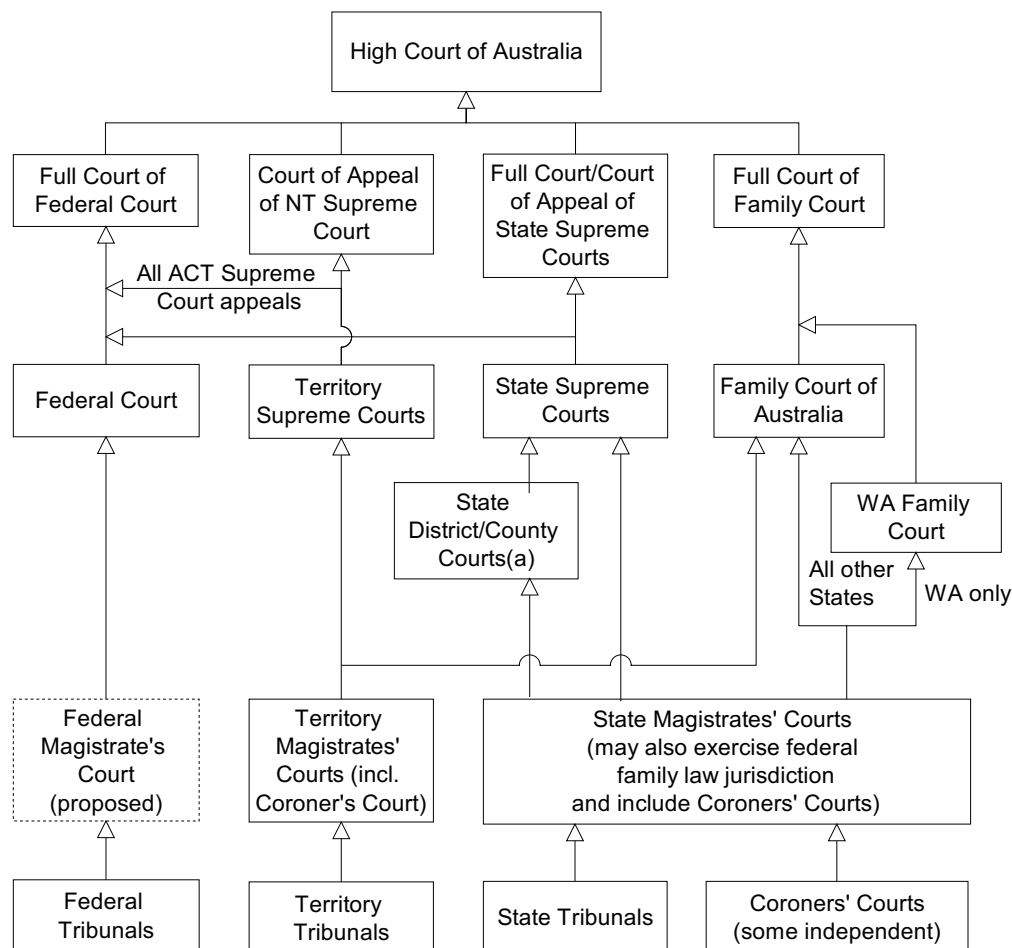 High Court of Australia
Full Court of
Federal Court
Court of Appeal
of NT Supreme
Court
Full Court/Court
of Appeal of
State Supreme
Courts
Full Court of
Family Court
All ACT Supreme
Court appeals
Federal Court
Territory
Supreme Courts
State Supreme
Courts
Family Court of
Australia
State
District/County
Courts(a)
WA Family
Court
All other
States
WA only
Federal
Magistrate's
Court
(proposed)
Territory
Magistrates'
Courts (incl.
Coroner's Court)
State Magistrates' Courts
(may also exercise federal
family law jurisdiction
and include Coroners' Courts)
Federal
Tribunals
Territory
Tribunals
State Tribunals
Coroners' Courts
(some independent)